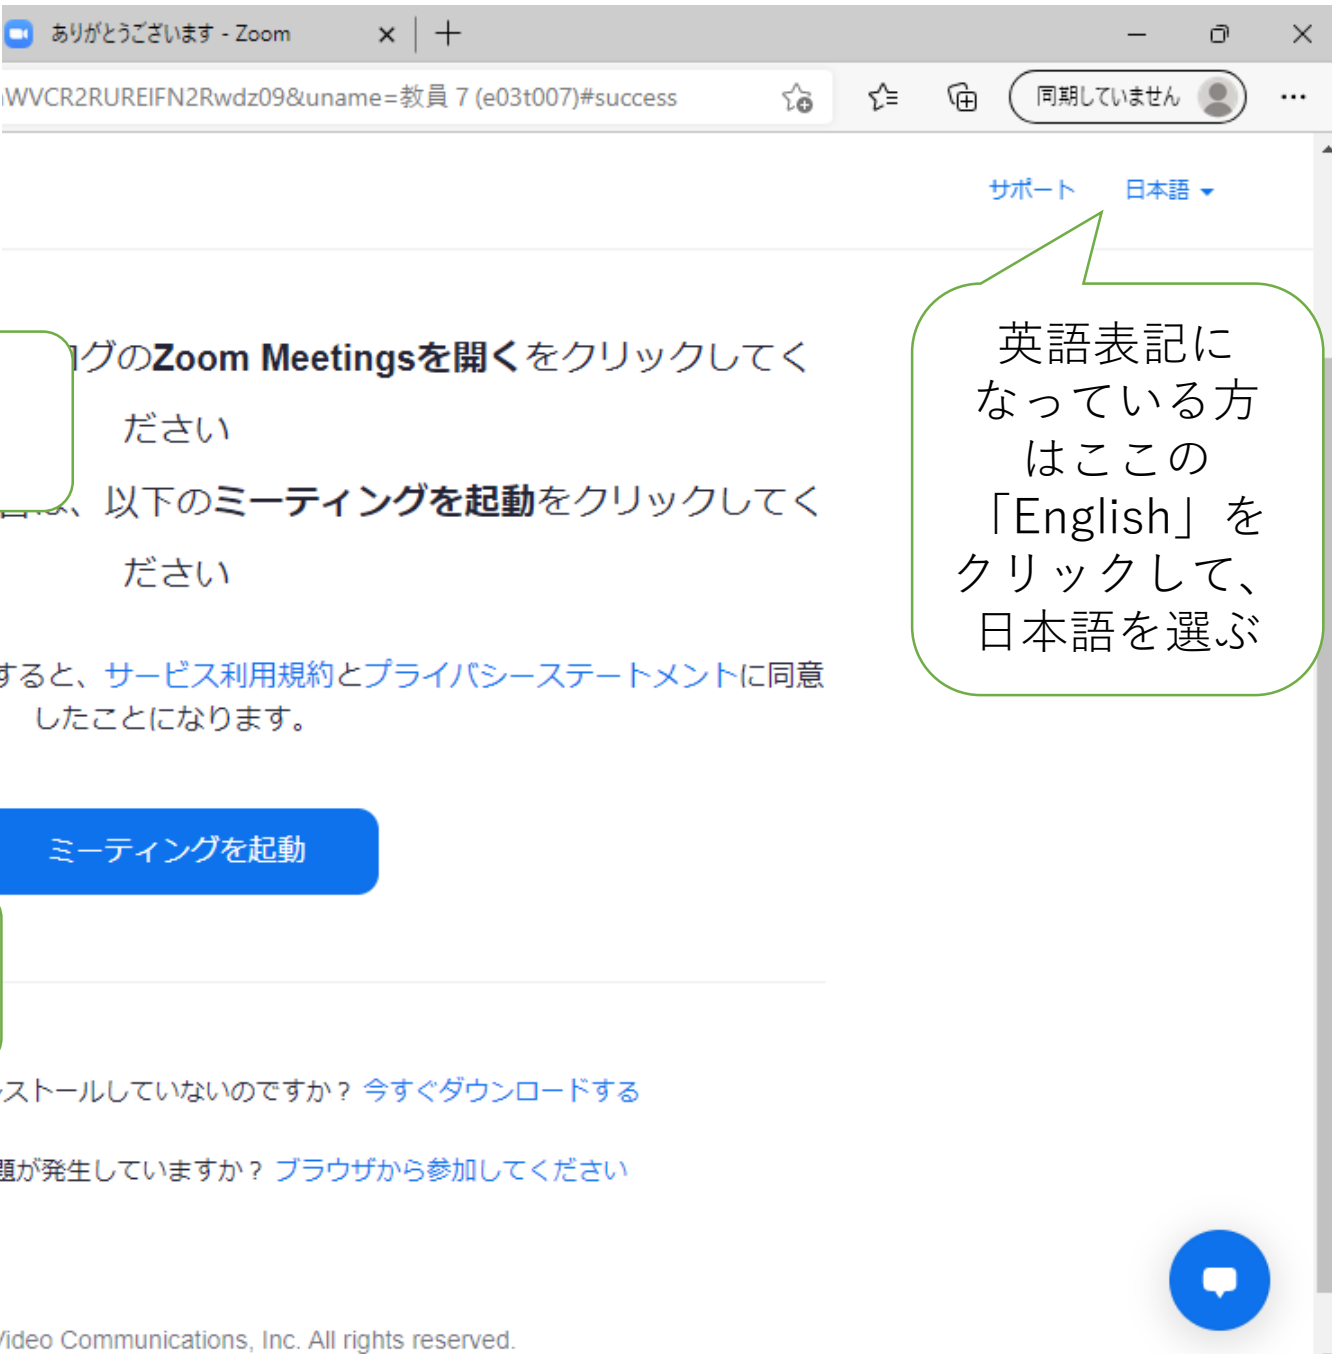 ありがとうございます - Zoom
WVCR2RUREIFN2Rwdz09&uname=教員７(e03t007)#success
同期していません
サポート 日本語
英語表記に
なっている方
はここの
「English」を
クリックして、
日本語を選ぶ
グのZoom Meetingsを開くをクリックしてく
ださい
、以下のミーティングを起動をクリックしてく
ださい
すると、サービス利用規約とプライバシーステートメントに同意
したことになります。
ミーティングを起動
ストールしていないのですか？ 今すぐダウンロードする
題が発生していますか？ ブラウザから参加してください
Video Communications, Inc. All rights reserved.